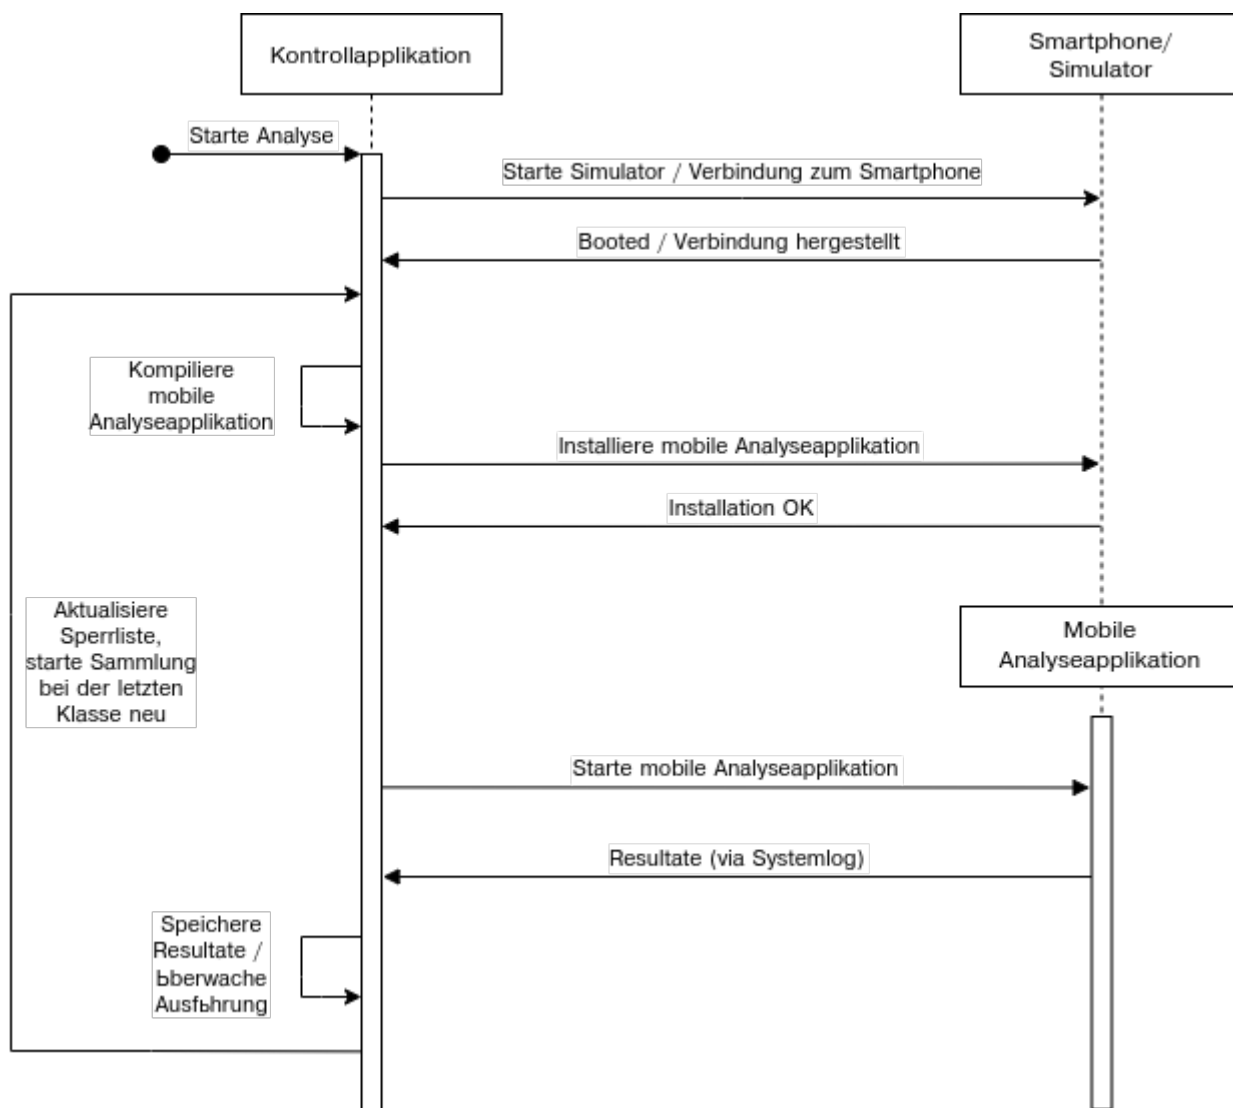 Kontrollapplikation
Smartphone/
Simulator
Starte Analyse
Starte Simulator / Verbindung zum Smartphone
Booted / Verbindung hergestellt
Kompiliere
mobile
Analyseapplikation
Installiere mobile Analyseapplikation
Installation OK
Aktualisiere
Sperrliste,
starte Sammlung
bei der letzten
Klasse neu
Mobile
Analyseapplikation
Starte mobile Analyseapplikation
Resultate (via Systemlog)
Speichere
Resultate /
Ьberwache
Ausfьhrung